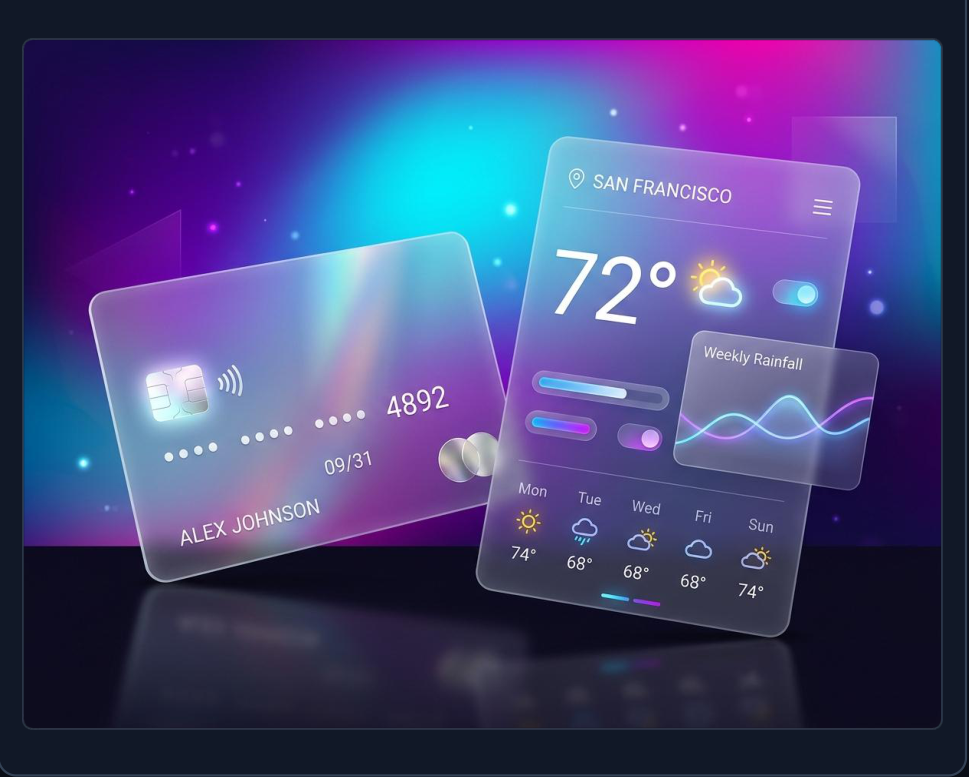 •••• •••• •••• 4892
09/31
ALEX JOHNSON
SAN FRANCISCO
72°
Weekly Rainfall
Mon Tue Wed Fri Sun
74° 68° 68° 68° 74°